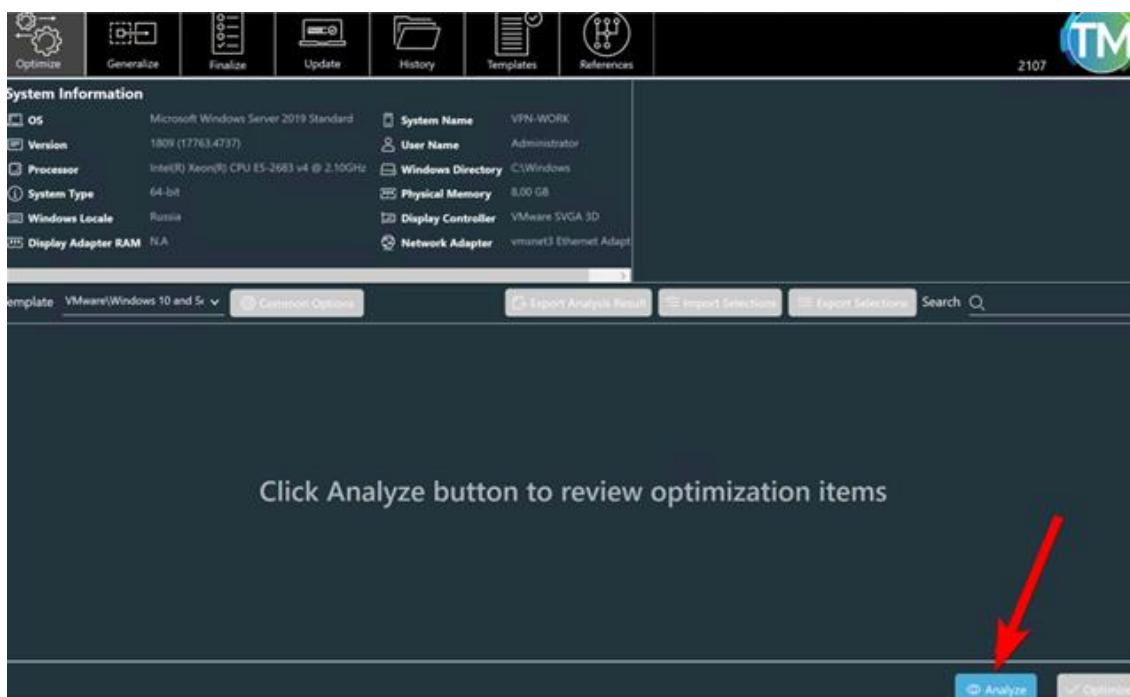 Optimize Generalize Finalize Update History Templates References 2107 TM
System Information
OS Microsoft Windows Server 2019 Standard System Name VPN-WORK
Version 1809 (17763.4737) User Name Administrator
Processor Intel(R) Xeon(R) CPU E5-2683 v4 @ 2.10GHz Windows Directory C:\Windows
System Type 64-bit Physical Memory 8,00 GB
Windows Locale Russia Display Controller VMware SVGA 3D
Display Adapter RAM N.A Network Adapter vmxnet3 Ethernet Adapt
emplate VMware\Windows 10 and Se Common Options Export Analysis Result Import Selections Export Selections Search
Click Analyze button to review optimization items
Analyze Optimize